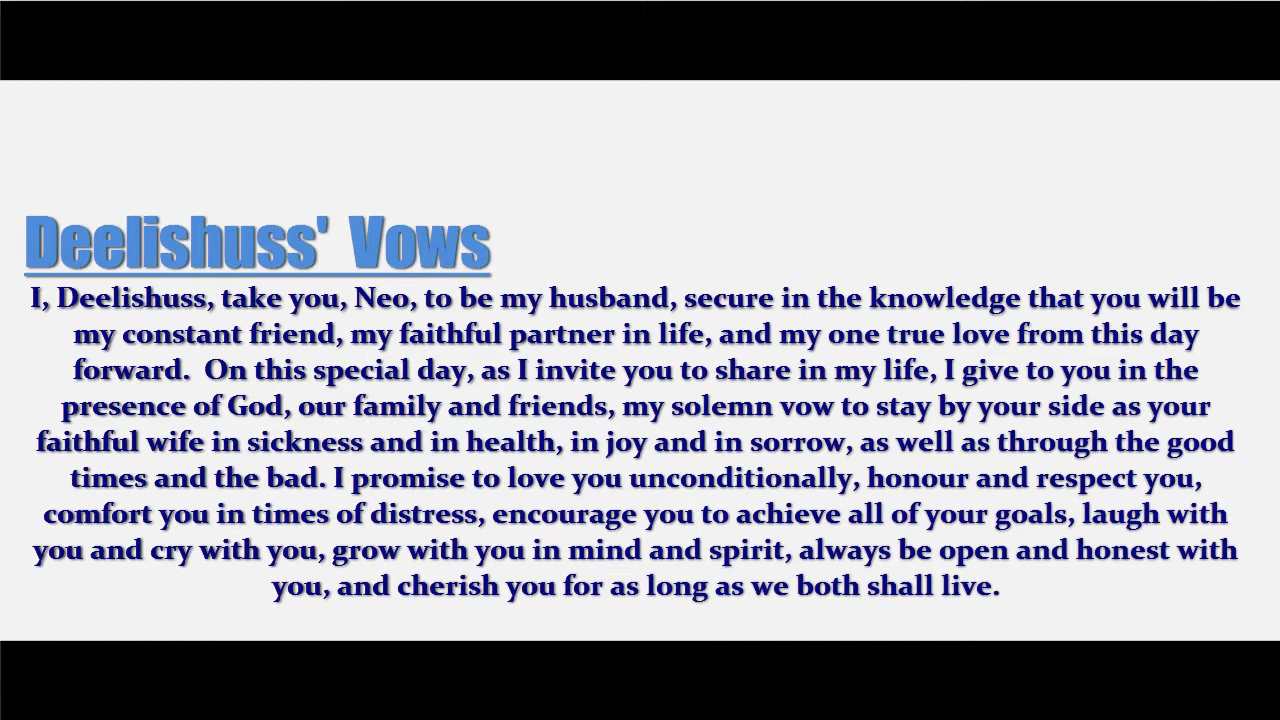 Deelishuss' Vows
I, Deelishuss, take you, Neo, to be my husband, secure in the knowledge that you will be
my constant friend, my faithful partner in life, and my one true love from this day
forward.  On this special day, as I invite you to share in my life, I give to you in the
presence of God, our family and friends, my solemn vow to stay by your side as your
faithful wife in sickness and in health, in joy and in sorrow, as well as through the good
times and the bad. I promise to love you unconditionally, honour and respect you,
comfort you in times of distress, encourage you to achieve all of your goals, laugh with
you and cry with you, grow with you in mind and spirit, always be open and honest with
you, and cherish you for as long as we both shall live.